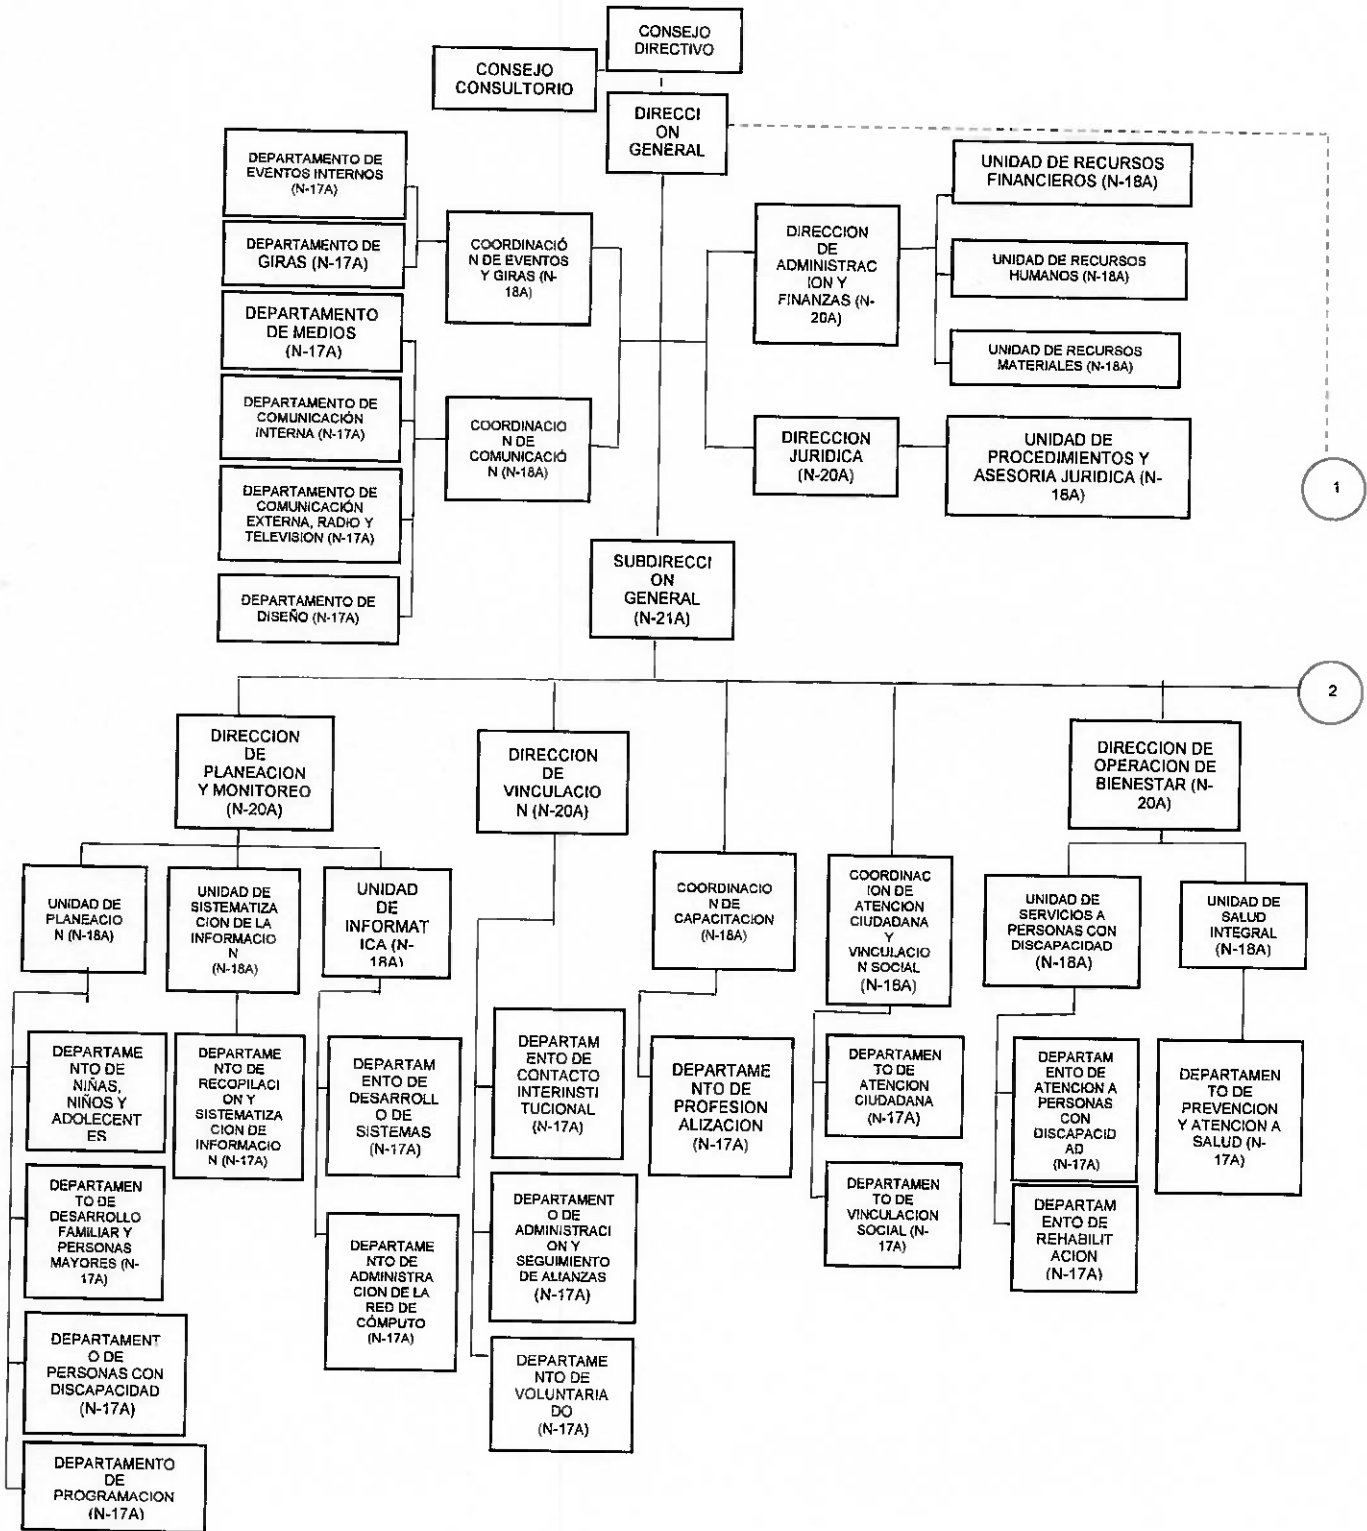 CONSEJO
DIRECTIVO
CONSEJO
CONSULTORIO
DIRECCI
ON
GENERAL
DEPARTAMENTO DE
EVENTOS INTERNOS
(N-17A)
DEPARTAMENTO DE
GIRAS (N-17A)
DEPARTAMENTO
DE MEDIOS
(N-17A)
DEPARTAMENTO DE
COMUNICACIÓN
INTERNA (N-17A)
DEPARTAMENTO DE
COMUNICACIÓN
EXTERNA, RADIO Y
TELEVISION (N-17A)
DEPARTAMENTO DE
DISEÑO (N-17A)
COORDINACIÓ
N DE EVENTOS
Y GIRAS (N-
18A)
COORDINACIO
N DE
COMUNICACIÓ
N (N-18A)
DIRECCION
DE
ADMINISTRAC
ION Y
FINANZAS (N-
20A)
DIRECCION
JURIDICA
(N-20A)
UNIDAD DE RECURSOS
FINANCIEROS (N-18A)
UNIDAD DE RECURSOS
HUMANOS (N-18A)
UNIDAD DE RECURSOS
MATERIALES (N-18A)
UNIDAD DE
PROCEDIMIENTOS Y
ASESORIA JURIDICA (N-
18A)
1
SUBDIRECCI
ON
GENERAL
(N-21A)
2
DIRECCION
DE
PLANEACION
Y MONITOREO
(N-20A)
DIRECCION
DE
VINCULACIO
N (N-20A)
DIRECCION DE
OPERACION DE
BIENESTAR (N-
20A)
UNIDAD DE
PLANEACIO
N (N-18A)
UNIDAD DE
SISTEMATIZA
CION DE LA
INFORMACIO
N
(N-18A)
UNIDAD
DE
INFORMAT
ICA (N-
18A)
COORDINACIO
N DE
CAPACITACION
(N-18A)
COORDINAC
ION DE
ATENCION
CIUDADANA
Y
VINCULACIO
N SOCIAL
(N-18A)
UNIDAD DE
SERVICIOS A
PERSONAS CON
DISCAPACIDAD
(N-18A)
UNIDAD DE
SALUD
INTEGRAL
(N-18A)
DEPARTAME
NTO DE
NIÑAS,
NIÑOS Y
ADOLECENT
ES
DEPARTAMEN
TO DE
DESARROLLO
FAMILIAR Y
PERSONAS
MAYORES (N-
17A)
DEPARTAMENT
O DE
PERSONAS CON
DISCAPACIDAD
(N-17A)
DEPARTAMENTO
DE
PROGRAMACION
(N-17A)
DEPARTAME
NTO DE
RECOPILACI
ON Y
SISTEMATIZA
CION DE
INFORMACIO
N (N-17A)
DEPARTAM
ENTO DE
DESARROLL
O DE
SISTEMAS
(N-17A)
DEPARTAME
NTO DE
ADMINISTRA
CION DE LA
RED DE
CÓMPUTO
(N-17A)
DEPARTAM
ENTO DE
CONTACTO
INTERINSTI
TUCIONAL
(N-17A)
DEPARTAMENT
O DE
ADMINISTRACI
ON Y
SEGUIMIENTO
DE ALIANZAS
(N-17A)
DEPARTAME
NTO DE
VOLUNTARIA
DO
(N-17A)
DEPARTAME
NTO DE
PROFESION
ALIZACION
(N-17A)
DEPARTAMEN
TO DE
ATENCION
CIUDADANA
(N-17A)
DEPARTAME
NTO DE
VINCULACION
SOCIAL (N-
17A)
DEPARTAM
ENTO DE
ATENCION A
PERSONAS
CON
DISCAPACID
AD
(N-17A)
DEPARTAM
ENTO DE
REHABILIT
ACION
(N-17A)
DEPARTAMEN
TO DE
PREVENCION
Y ATENCION A
SALUD (N-
17A)